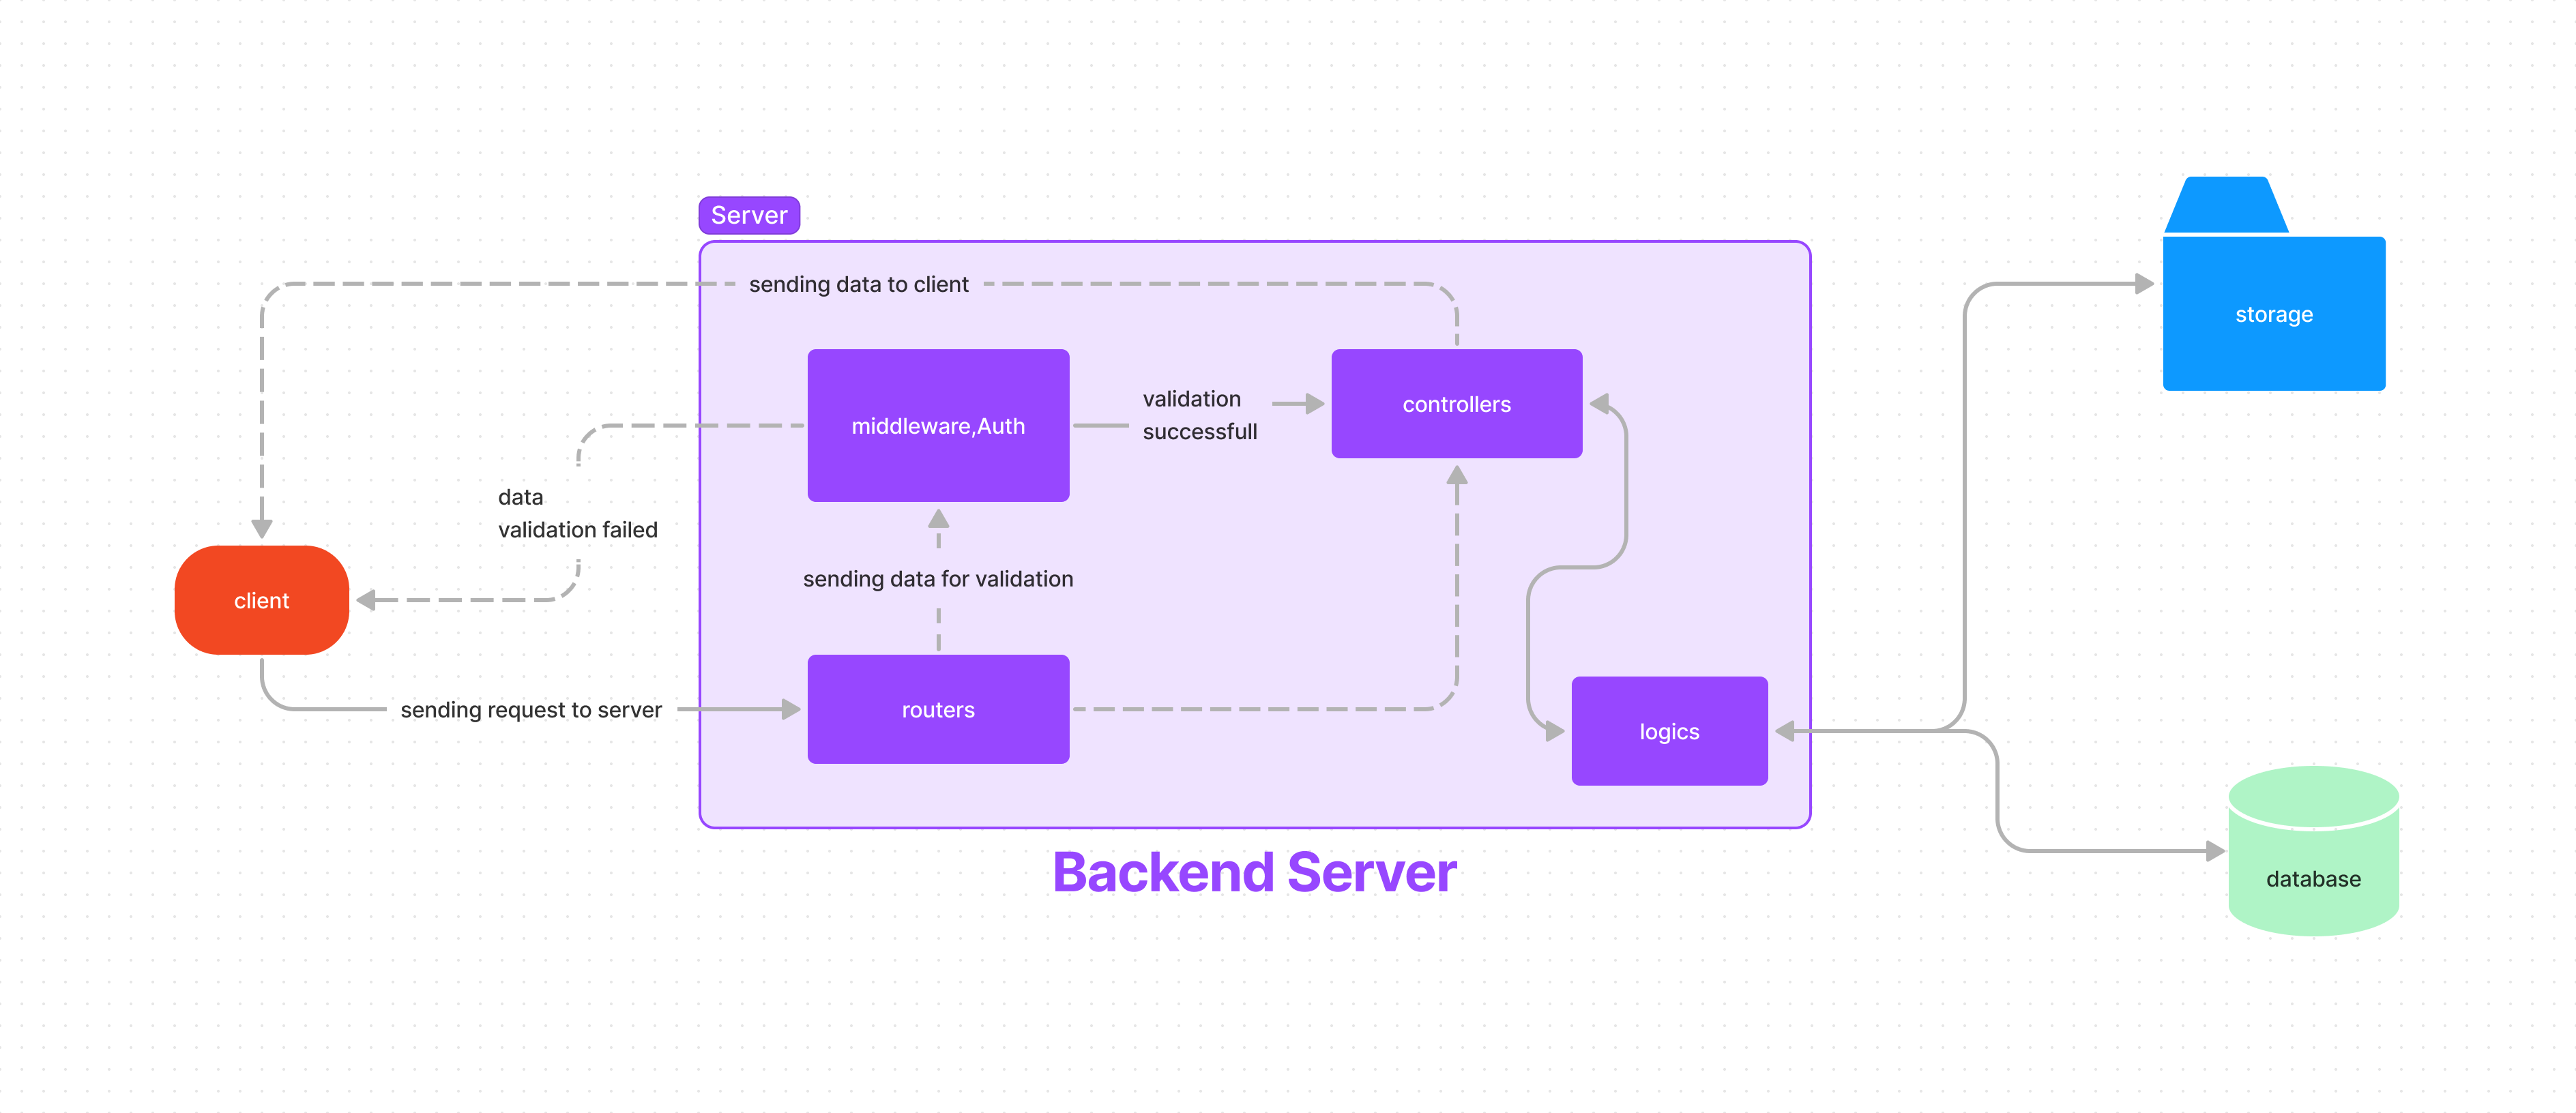 Server
sending data to client
storage
validation
successfull
controllers
middleware,Auth
data
validation failed
sending data for validation
client
sending request to server
routers
logics
Backend Server
database